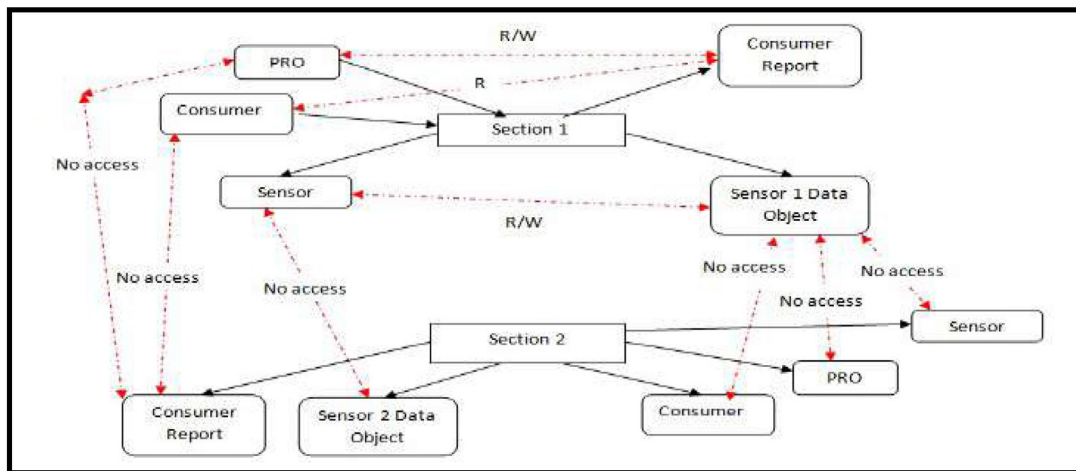 R/W
Consumer
Report
PRO
R
Consumer
Section 1
No access
Sensor
Sensor 1 Data
Object
R/W
No access
No access
No access
No access
No access
Sensor
Section 2
PRO
Consumer
Report
Sensor 2 Data
Object
Consumer